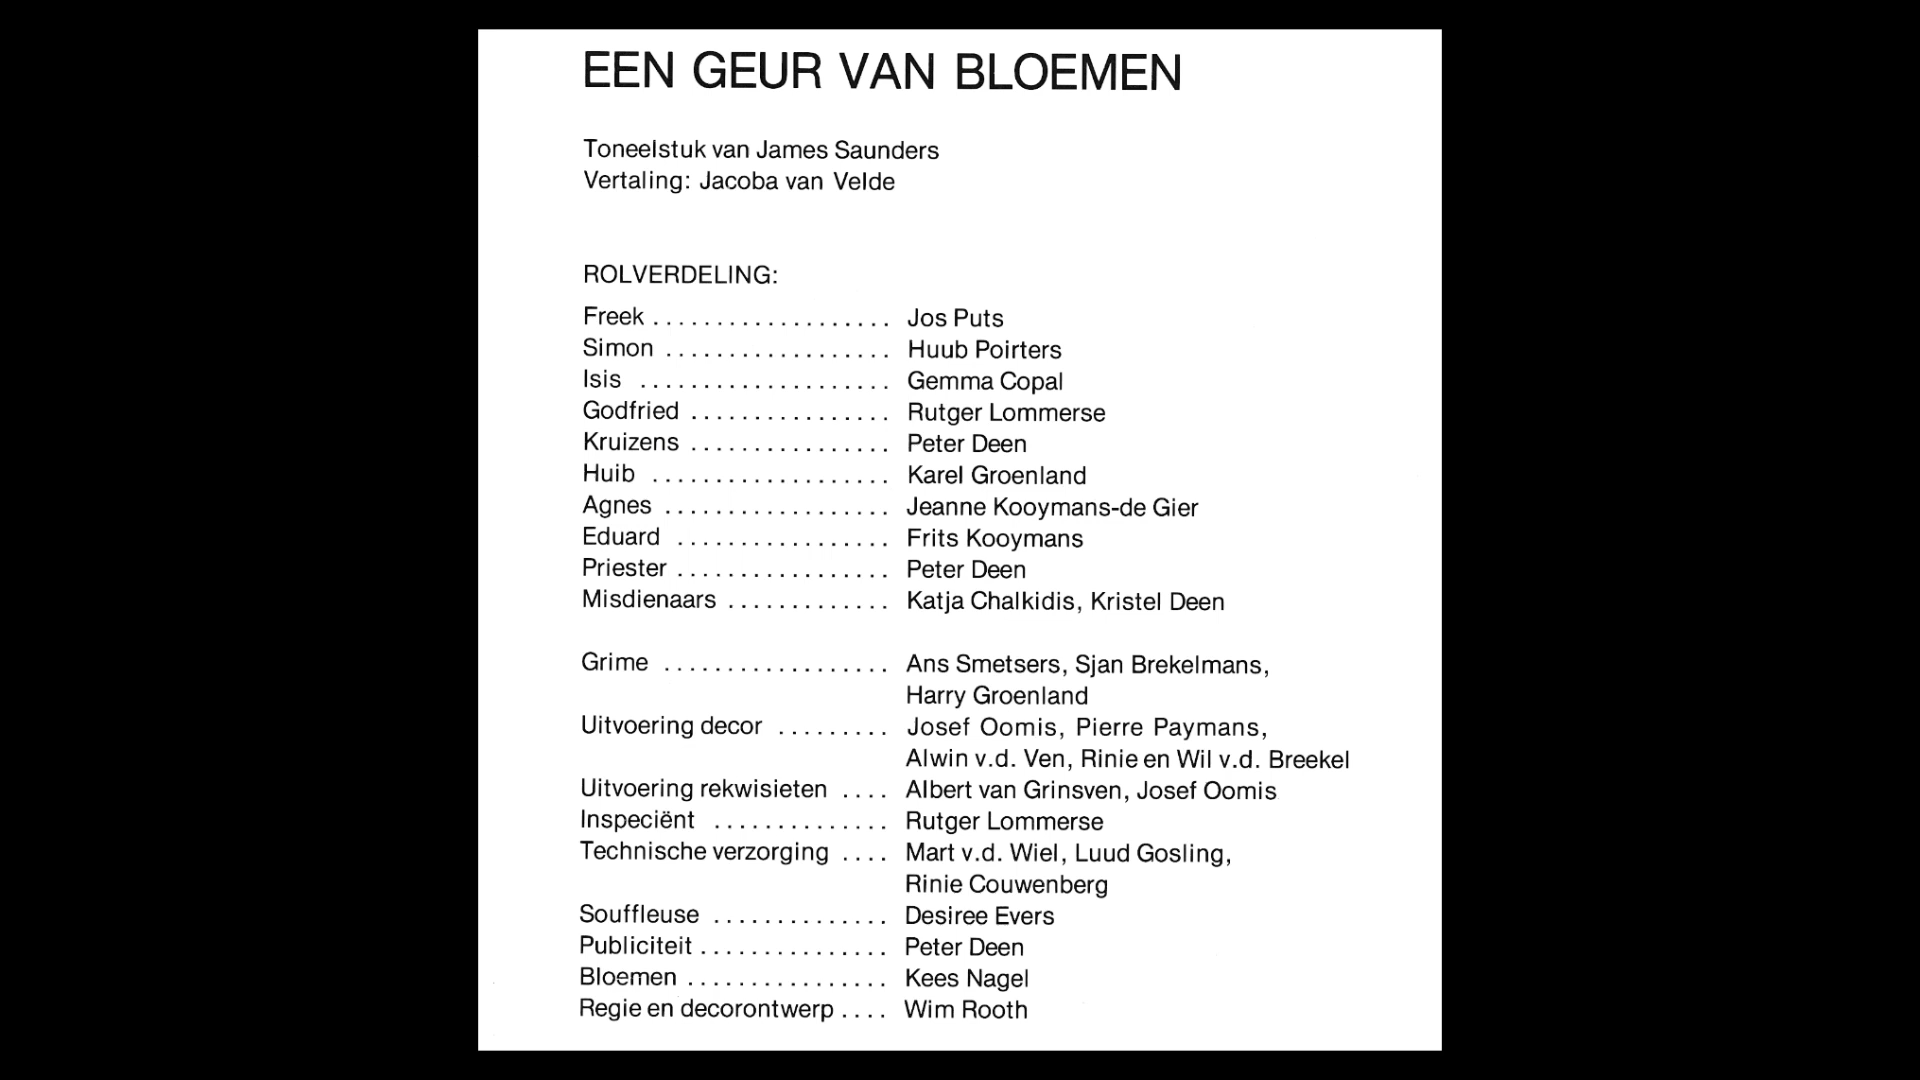 EEN GEUR VAN BLOEMEN
Toneelstuk van James Saunders
Vertaling: Jacoba van Velde
ROLVERDELING:
Freek . . . . . . . . . . . . . . . . . . . Jos Puts
Simon . . . . . . . . . . . . . . . . . . Huub Poirters
Isis . . . . . . . . . . . . . . . . . . . . Gemma Copal
Godfried . . . . . . . . . . . . . . . . Rutger Lommerse
Kruizens . . . . . . . . . . . . . . . . Peter Deen
Huib . . . . . . . . . . . . . . . . . . . Karel Groenland
Agnes . . . . . . . . . . . . . . . . . . Jeanne Kooymans-de Gier
Eduard . . . . . . . . . . . . . . . . . Frits Kooymans
Priester . . . . . . . . . . . . . . . . . Peter Deen
Misdienaars . . . . . . . . . . . . . Katja Chalkidis, Kristel Deen
Grime . . . . . . . . . . . . . . . . . . Ans Smetsers, Sjan Brekelmans,
Harry Groenland
Uitvoering decor . . . . . . . . . Josef Oomis, Pierre Paymans,
Alwin v.d. Ven, Rinie en Wil v.d. Breekel
Uitvoering rekwisieten . . . . Albert van Grinsven, Josef Oomis
Inspeciënt . . . . . . . . . . . . . . Rutger Lommerse
Technische verzorging . . . . Mart v.d. Wiel, Luud Gosling,
Rinie Couwenberg
Souffleuse . . . . . . . . . . . . . . Desiree Evers
Publiciteit . . . . . . . . . . . . . . . Peter Deen
Bloemen . . . . . . . . . . . . . . . . Kees Nagel
Regie en decorontwerp . . . . Wim Rooth